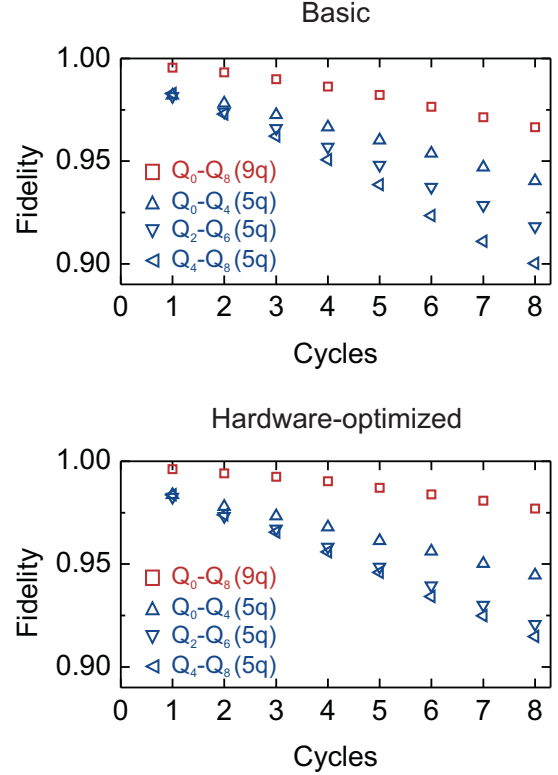 Basic
1.00
0.95
0.90
Fidelity
Q₀-Q₈ (9q)
Q₀-Q₄ (5q)
Q₂-Q₆ (5q)
Q₄-Q₈ (5q)
0 1 2 3 4 5 6 7 8
Cycles
Hardware-optimized
1.00
0.95
0.90
Fidelity
Q₀-Q₈ (9q)
Q₀-Q₄ (5q)
Q₂-Q₆ (5q)
Q₄-Q₈ (5q)
0 1 2 3 4 5 6 7 8
Cycles